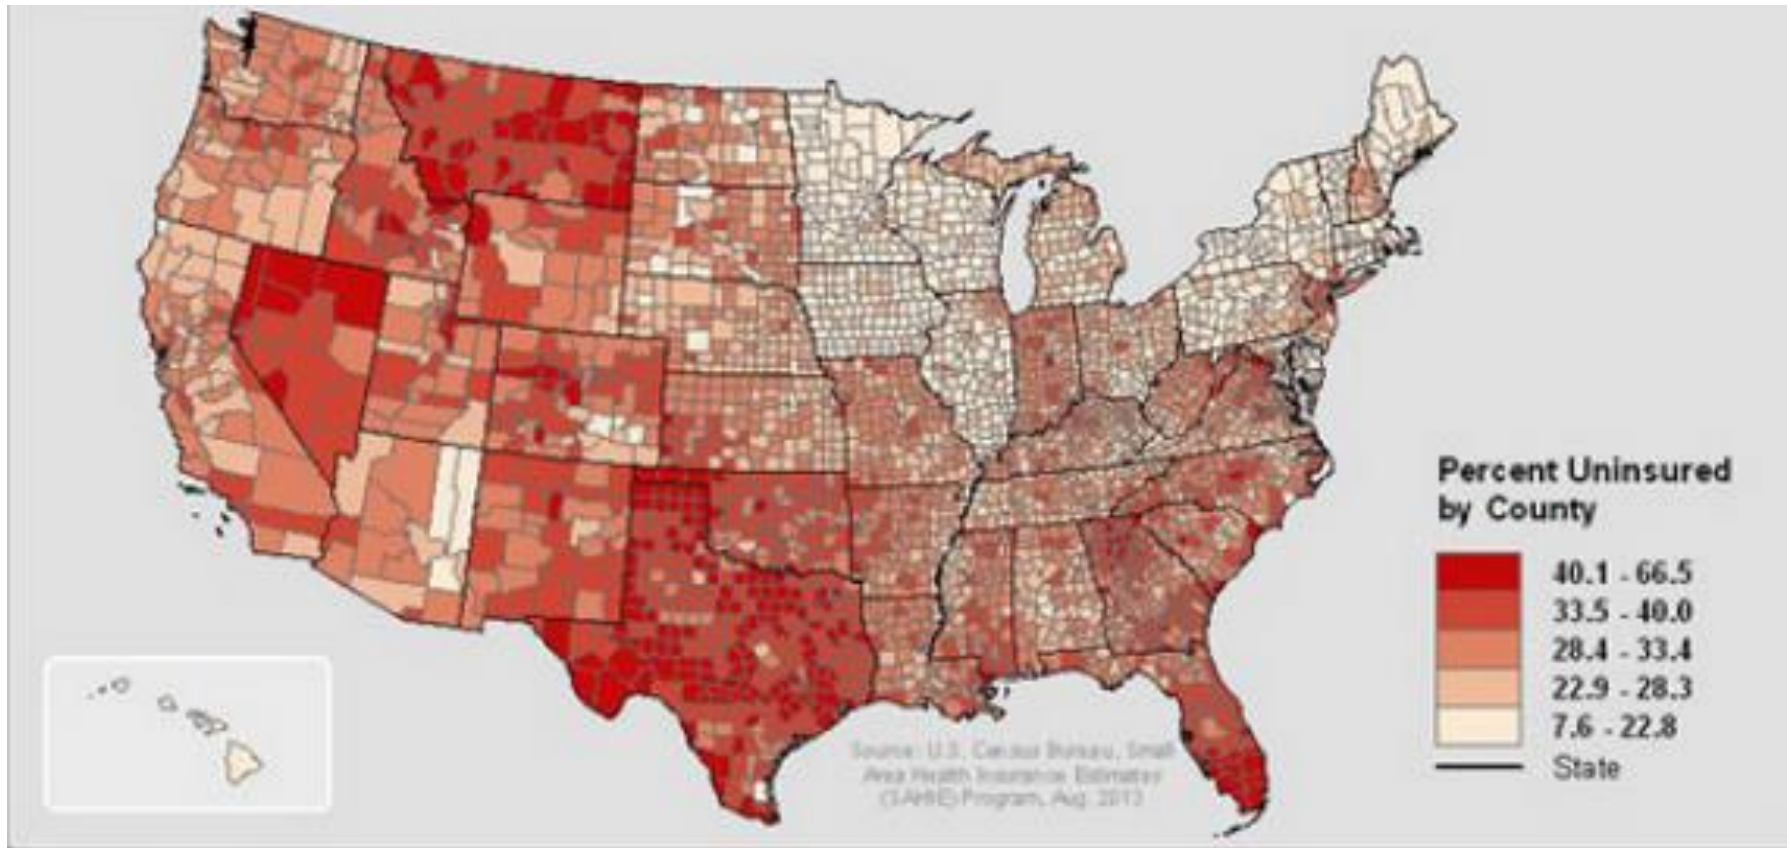 Percent Uninsured
by County
40.1 - 66.5
33.5 - 40.0
28.4 - 33.4
22.9 - 28.3
7.6 - 22.8
State
Source: U.S. Census Bureau, Small
Area Health Insurance Estimates
(SAHIE) Program, Aug. 2013